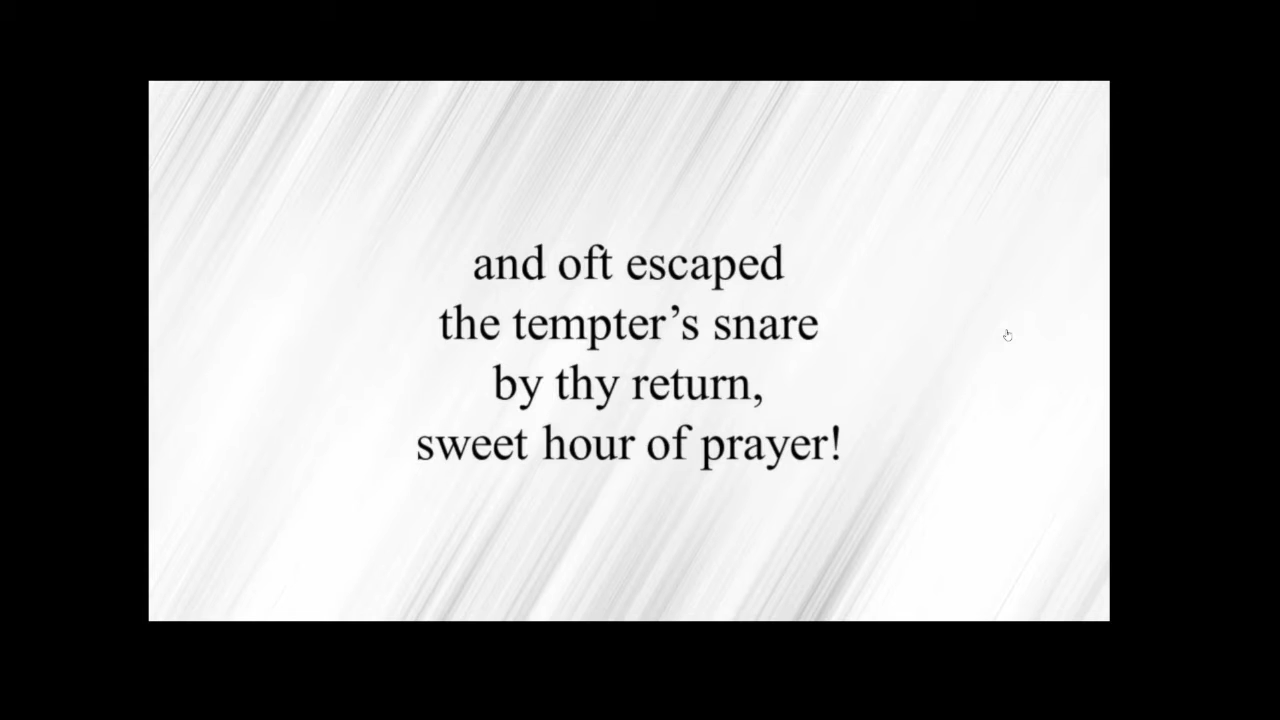 and oft escaped
the tempter’s snare
by thy return,
sweet hour of prayer!